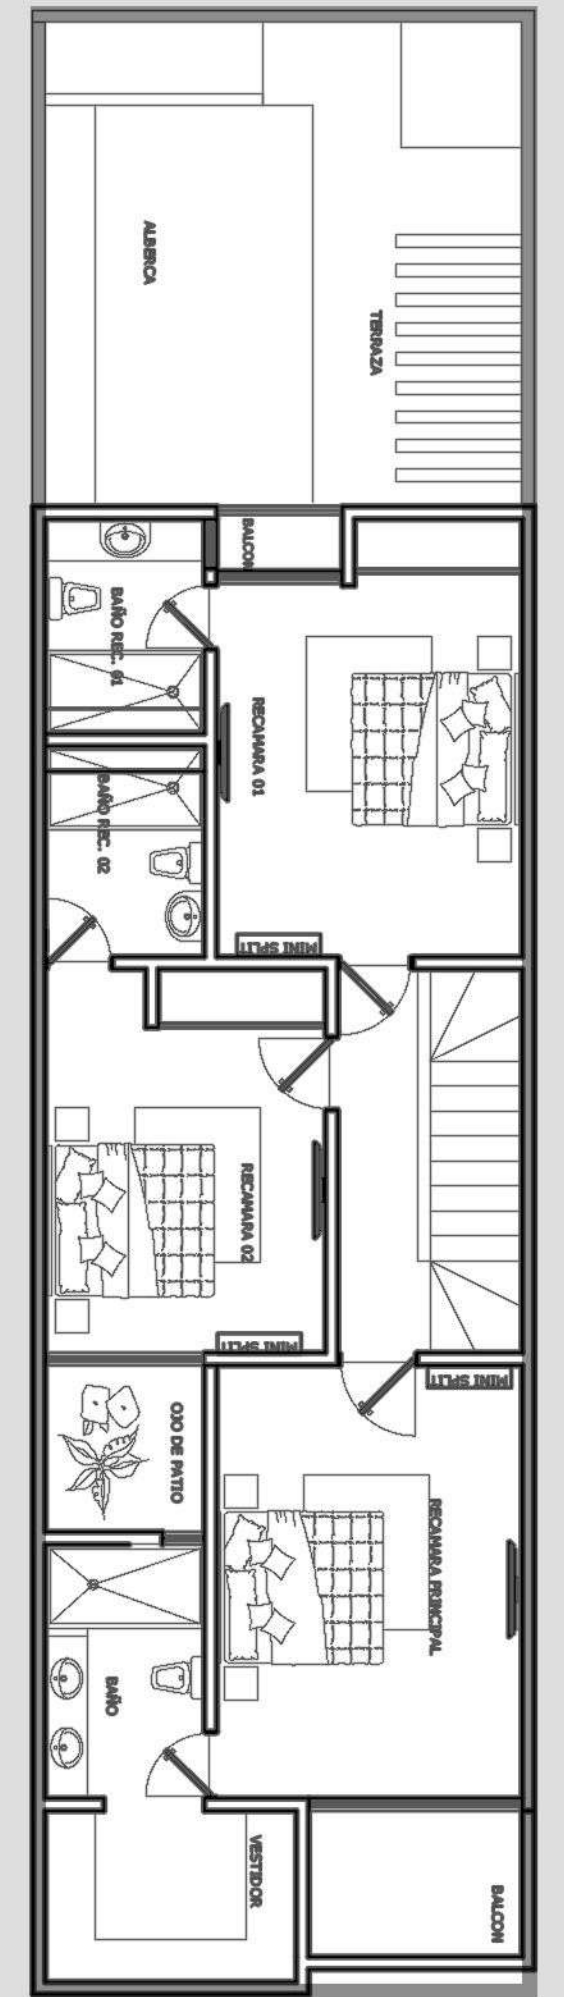 ALBERCA
TERRAZA
BALCON
BAÑO REC.. 01
RECAMARA 01
BAÑO REC.. 02
MINI SPLIT
RECAMARA 02
MINI SPLIT
MINI SPLIT
OJO DE PATIO
RECAMARA PRINCIPAL
BAÑO
VESTIDOR
BALCON